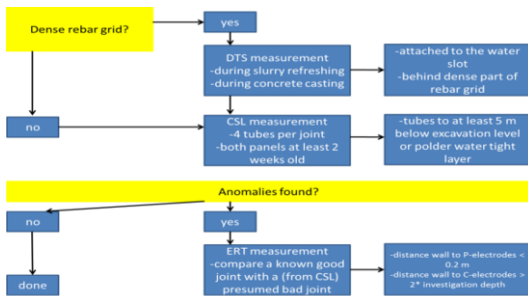 Dense rebar grid?
yes
DTS measurement
-during slurry refreshing
-during concrete casting
-attached to the water
slot
-behind dense part of
rebar grid
no
CSL measurement
-4 tubes per joint
-both panels at least 2
weeks old
-tubes to at least 5 m
below excavation level
or polder water tight
layer
Anomalies found?
no
yes
done
ERT measurement
-compare a known good
joint with a (from CSL)
presumed bad joint
-distance wall to P-electrodes <
0.2 m
-distance wall to C-electrodes >
2* investigation depth